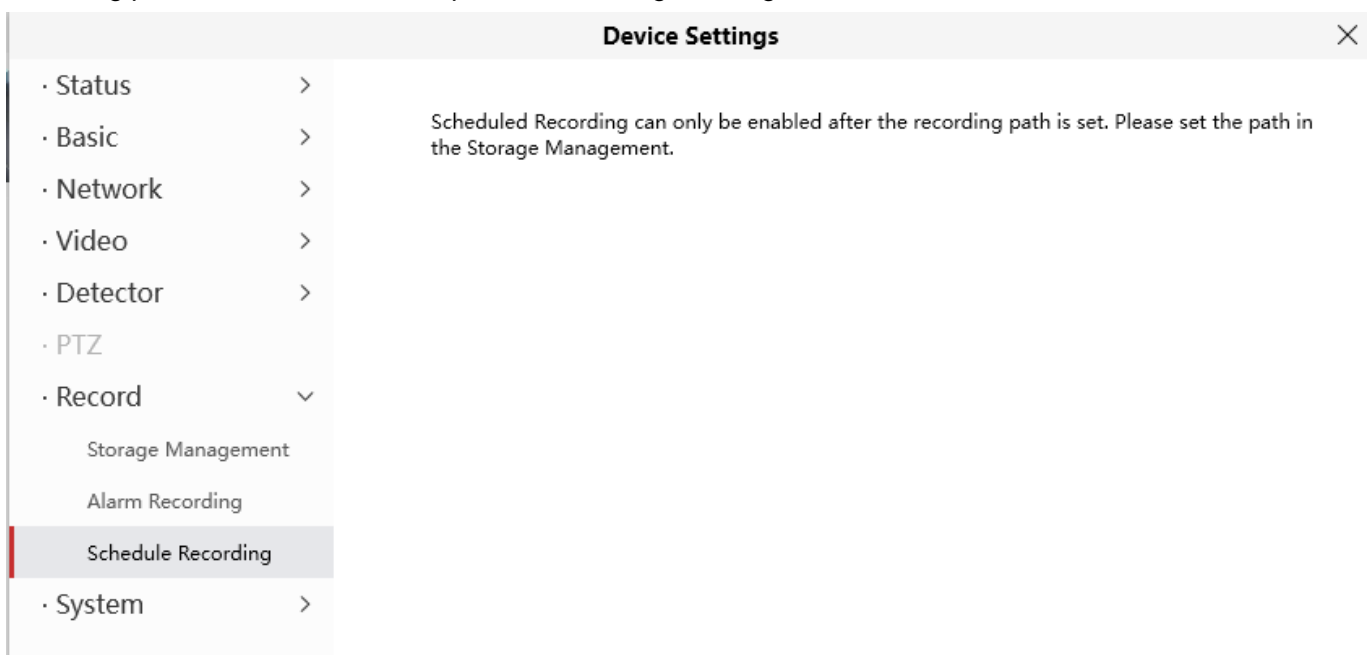 Device Settings
· Status
· Basic
· Network
· Video
· Detector
· PTZ
· Record
Storage Management
Alarm Recording
Schedule Recording
· System
Scheduled Recording can only be enabled after the recording path is set. Please set the path in
the Storage Management.